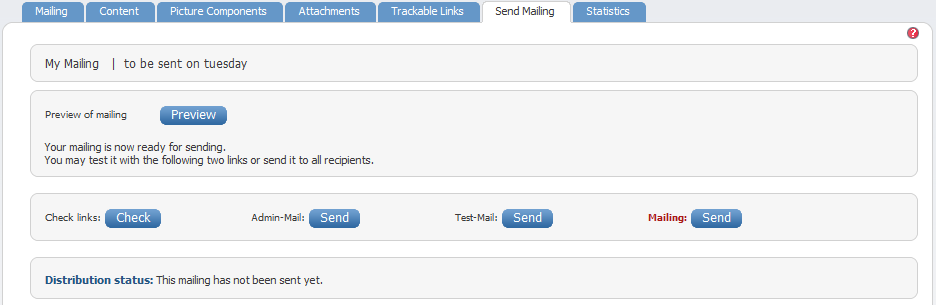 Mailing Content Picture Components Attachments Trackable Links Send Mailing Statistics
?
My Mailing | to be sent on tuesday
Preview of mailing Preview
Your mailing is now ready for sending.
You may test it with the following two links or send it to all recipients.
Check links: Check Admin-Mail: Send Test-Mail: Send Mailing: Send
Distribution status: This mailing has not been sent yet.